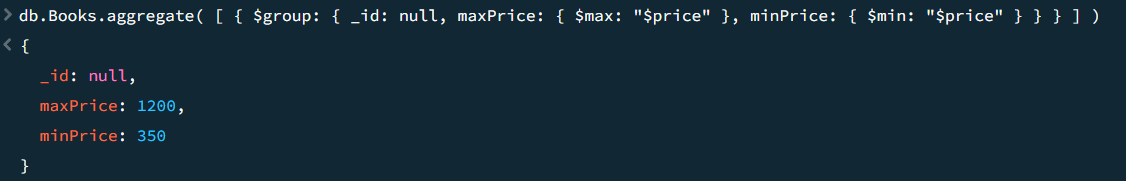 > db.Books.aggregate( [ { $group: { _id: null, maxPrice: { $max: "$price" }, minPrice: { $min: "$price" } } } ] )
< {
_id: null,
maxPrice: 1200,
minPrice: 350
}